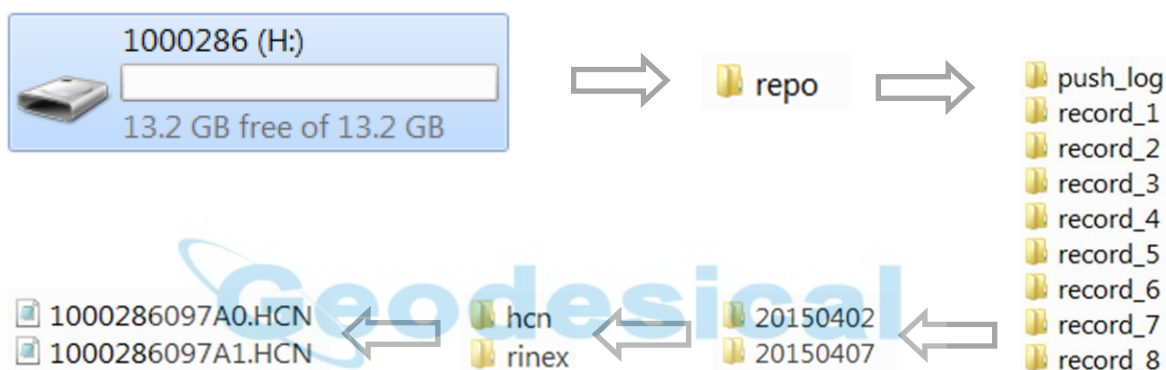 1000286 (H:)
13.2 GB free of 13.2 GB
repo
push_log
record_1
record_2
record_3
record_4
record_5
record_6
record_7
record_8
20150402
20150407
hcn
rinex
1000286097A0.HCN
1000286097A1.HCN
Geodesical